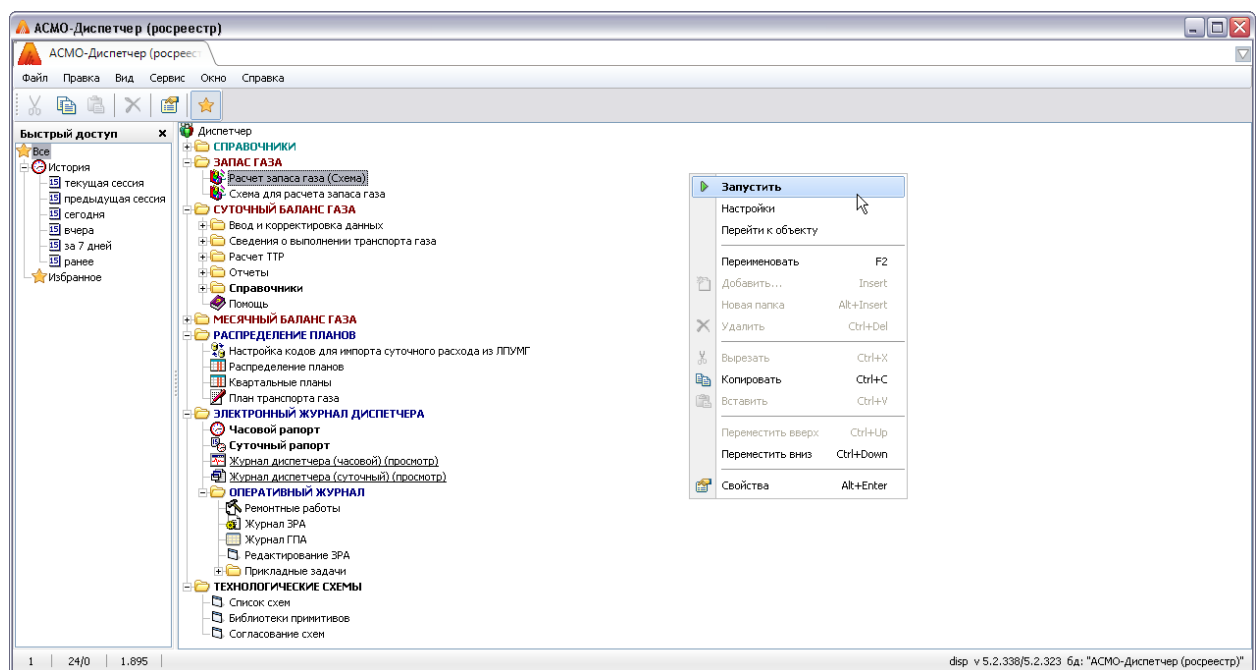 АСМО-Диспетчер (росреестр)
АСМО-Диспетчер (росреест
Файл Правка Вид Сервис Окно Справка
Быстрый доступ
Все
История
15 текущая сессия
15 предыдущая сессия
15 сегодня
15 вчера
15 за 7 дней
15 ранее
Избранное
Диспетчер
СПРАВОЧНИКИ
ЗАПАС ГАЗА
Расчет запаса газа (Схема)
Схема для расчета запаса газа
СУТОЧНЫЙ БАЛАНС ГАЗА
Ввод и корректировка данных
Сведения о выполнении транспорта газа
Расчет ТТР
Отчеты
Справочники
Помощь
МЕСЯЧНЫЙ БАЛАНС ГАЗА
РАСПРЕДЕЛЕНИЕ ПЛАНОВ
Настройка кодов для импорта суточного расхода из ЛПУМГ
Распределение планов
Квартальные планы
План транспорта газа
ЭЛЕКТРОННЫЙ ЖУРНАЛ ДИСПЕТЧЕРА
Часовой рапорт
Суточный рапорт
Журнал диспетчера (часовой) (просмотр)
Журнал диспетчера (суточный) (просмотр)
ОПЕРАТИВНЫЙ ЖУРНАЛ
Ремонтные работы
Журнал ЗРА
Журнал ГПА
Редактирование ЗРА
Прикладные задачи
ТЕХНОЛОГИЧЕСКИЕ СХЕМЫ
Список схем
Библиотеки примитивов
Согласование схем
Запустить
Настройки
Перейти к объекту
Переименовать F2
Добавить... Insert
Новая папка Alt+Insert
Удалить Ctrl+Del
Вырезать Ctrl+X
Копировать Ctrl+C
Вставить Ctrl+V
Переместить вверх Ctrl+Up
Переместить вниз Ctrl+Down
Свойства Alt+Enter
1 24/0 1.895 disp v 5.2.338/5.2.323 бд: "АСМО-Диспетчер (росреестр)"